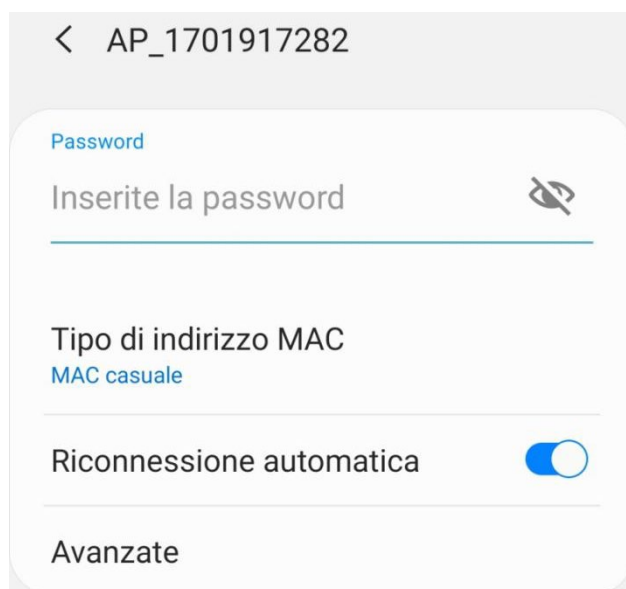 AP_1701917282
Password
Inserite la password
Tipo di indirizzo MAC
MAC casuale
Riconnessione automatica
Avanzate